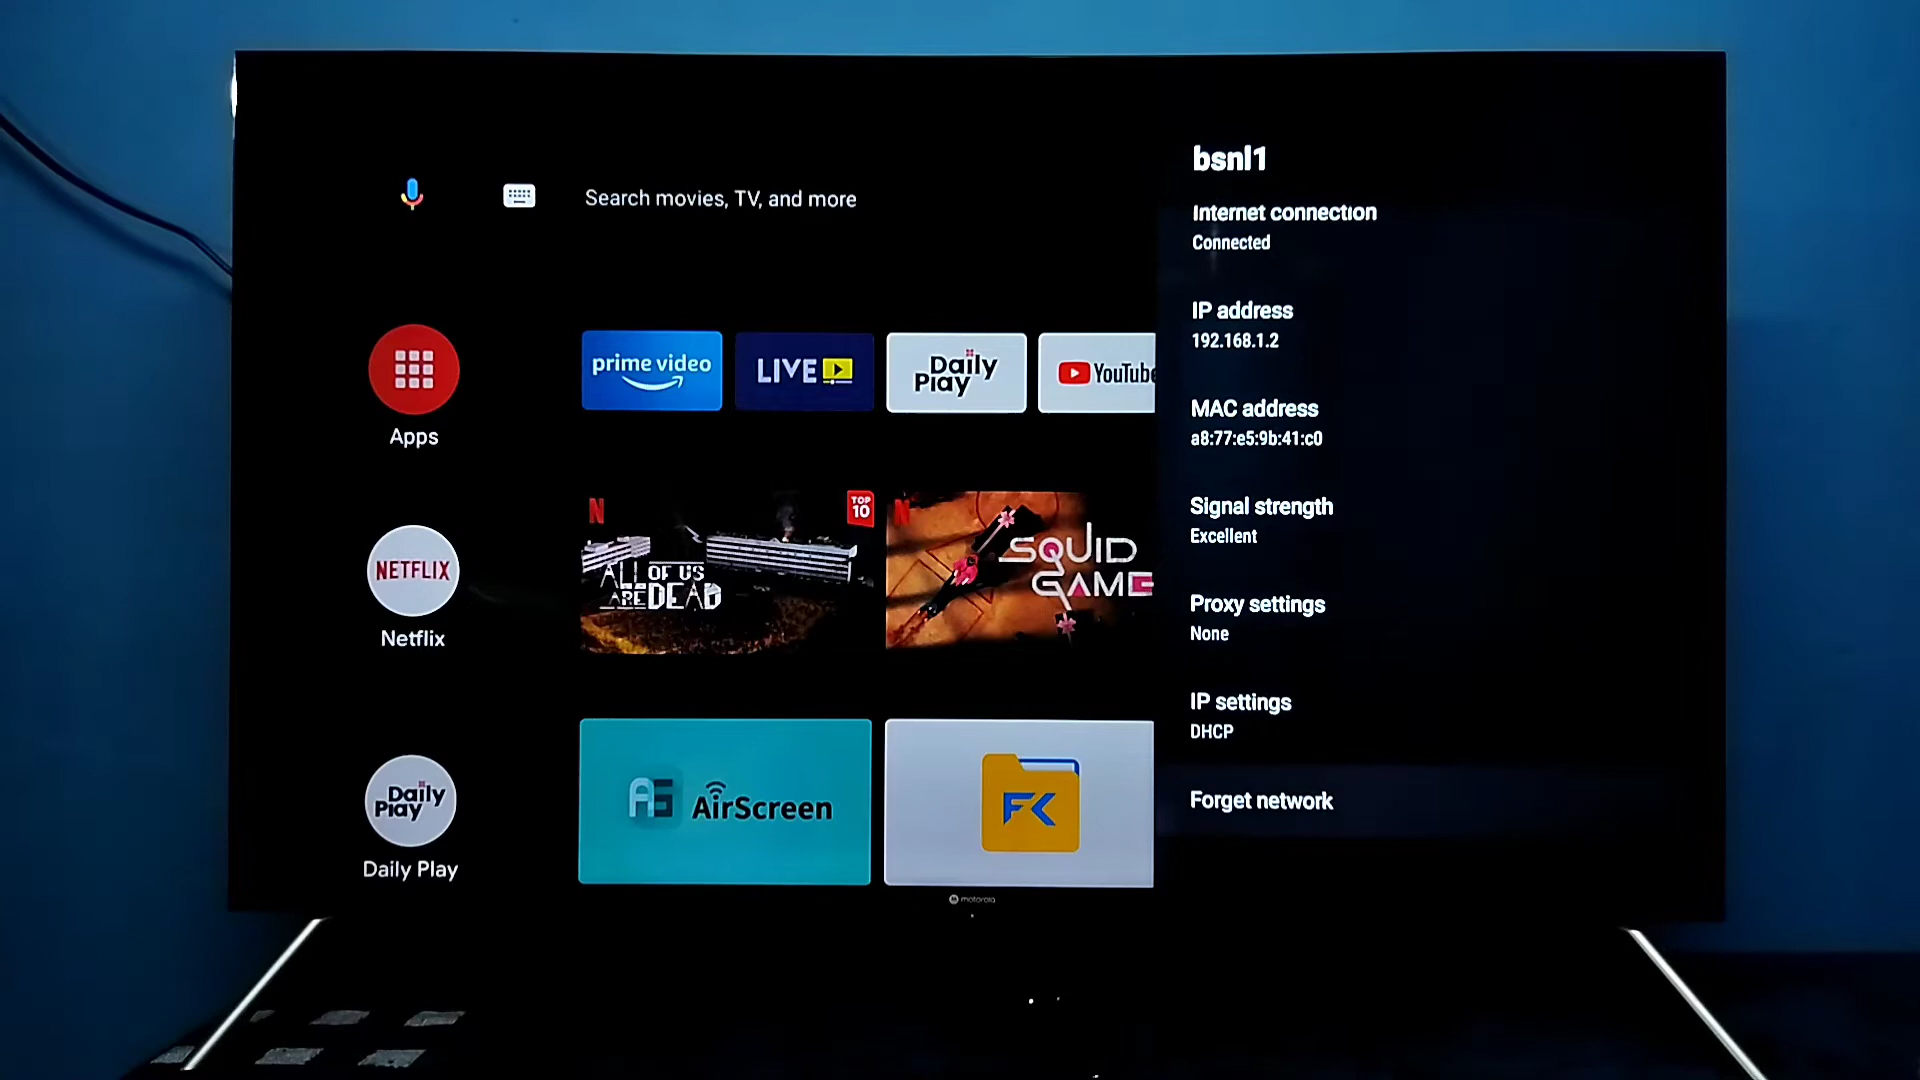 Search movies, TV, and more
Apps
prime video
LIVE
Daily
Play
YouTube
NETFLIX
Netflix
N
TOP
10
ALL OF US
ARE DEAD
N
SQUID
GAME
Daily
Play
Daily Play
AS
AirScreen
FK
motorola
bsnl1
Internet connection
Connected
IP address
192.168.1.2
MAC address
a8:77:e5:9b:41:c0
Signal strength
Excellent
Proxy settings
None
IP settings
DHCP
Forget network